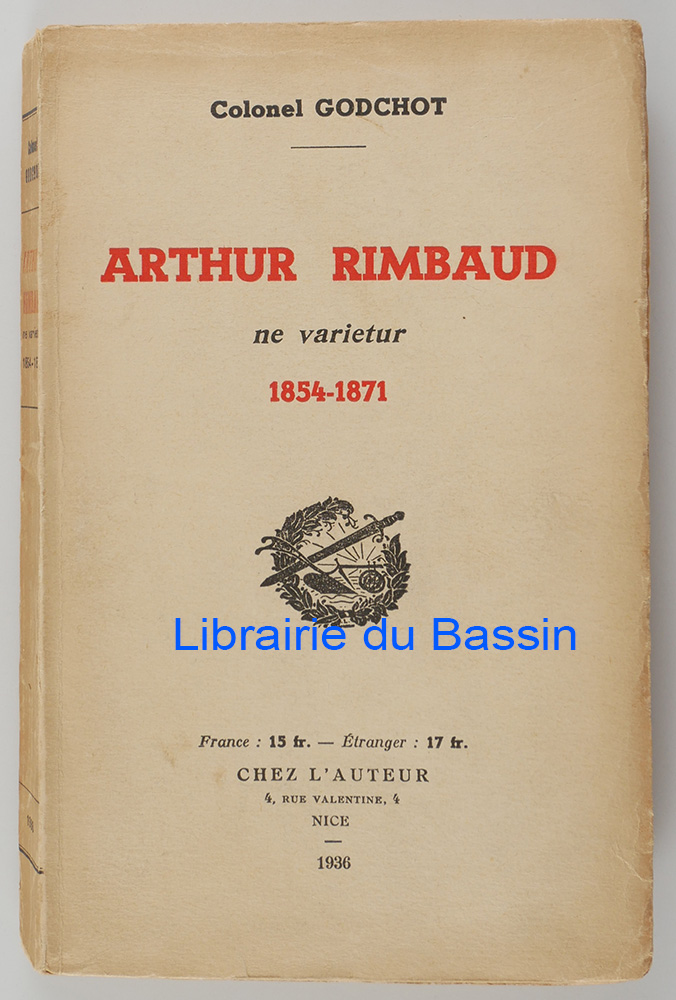 Colonel GODCHOT
ARTHUR RIMBAUD
ne varietur
1854-1871
Librairie du Bassin
France : 15 fr. — Étranger : 17 fr.
CHEZ L'AUTEUR
4, RUE VALENTINE, 4
NICE
1936